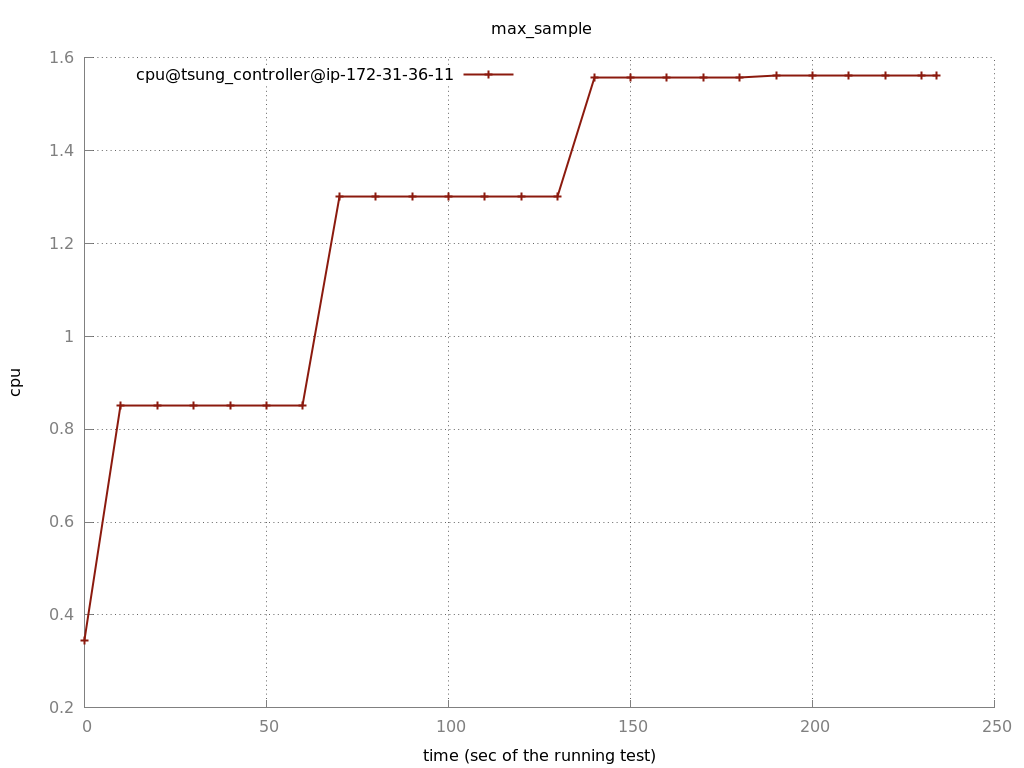 max_sample
cpu@tsung_controller@ip-172-31-36-11
1.6
1.4
1.2
1
0.8
0.6
0.4
0.2
cpu
0 50 100 150 200 250
time (sec of the running test)